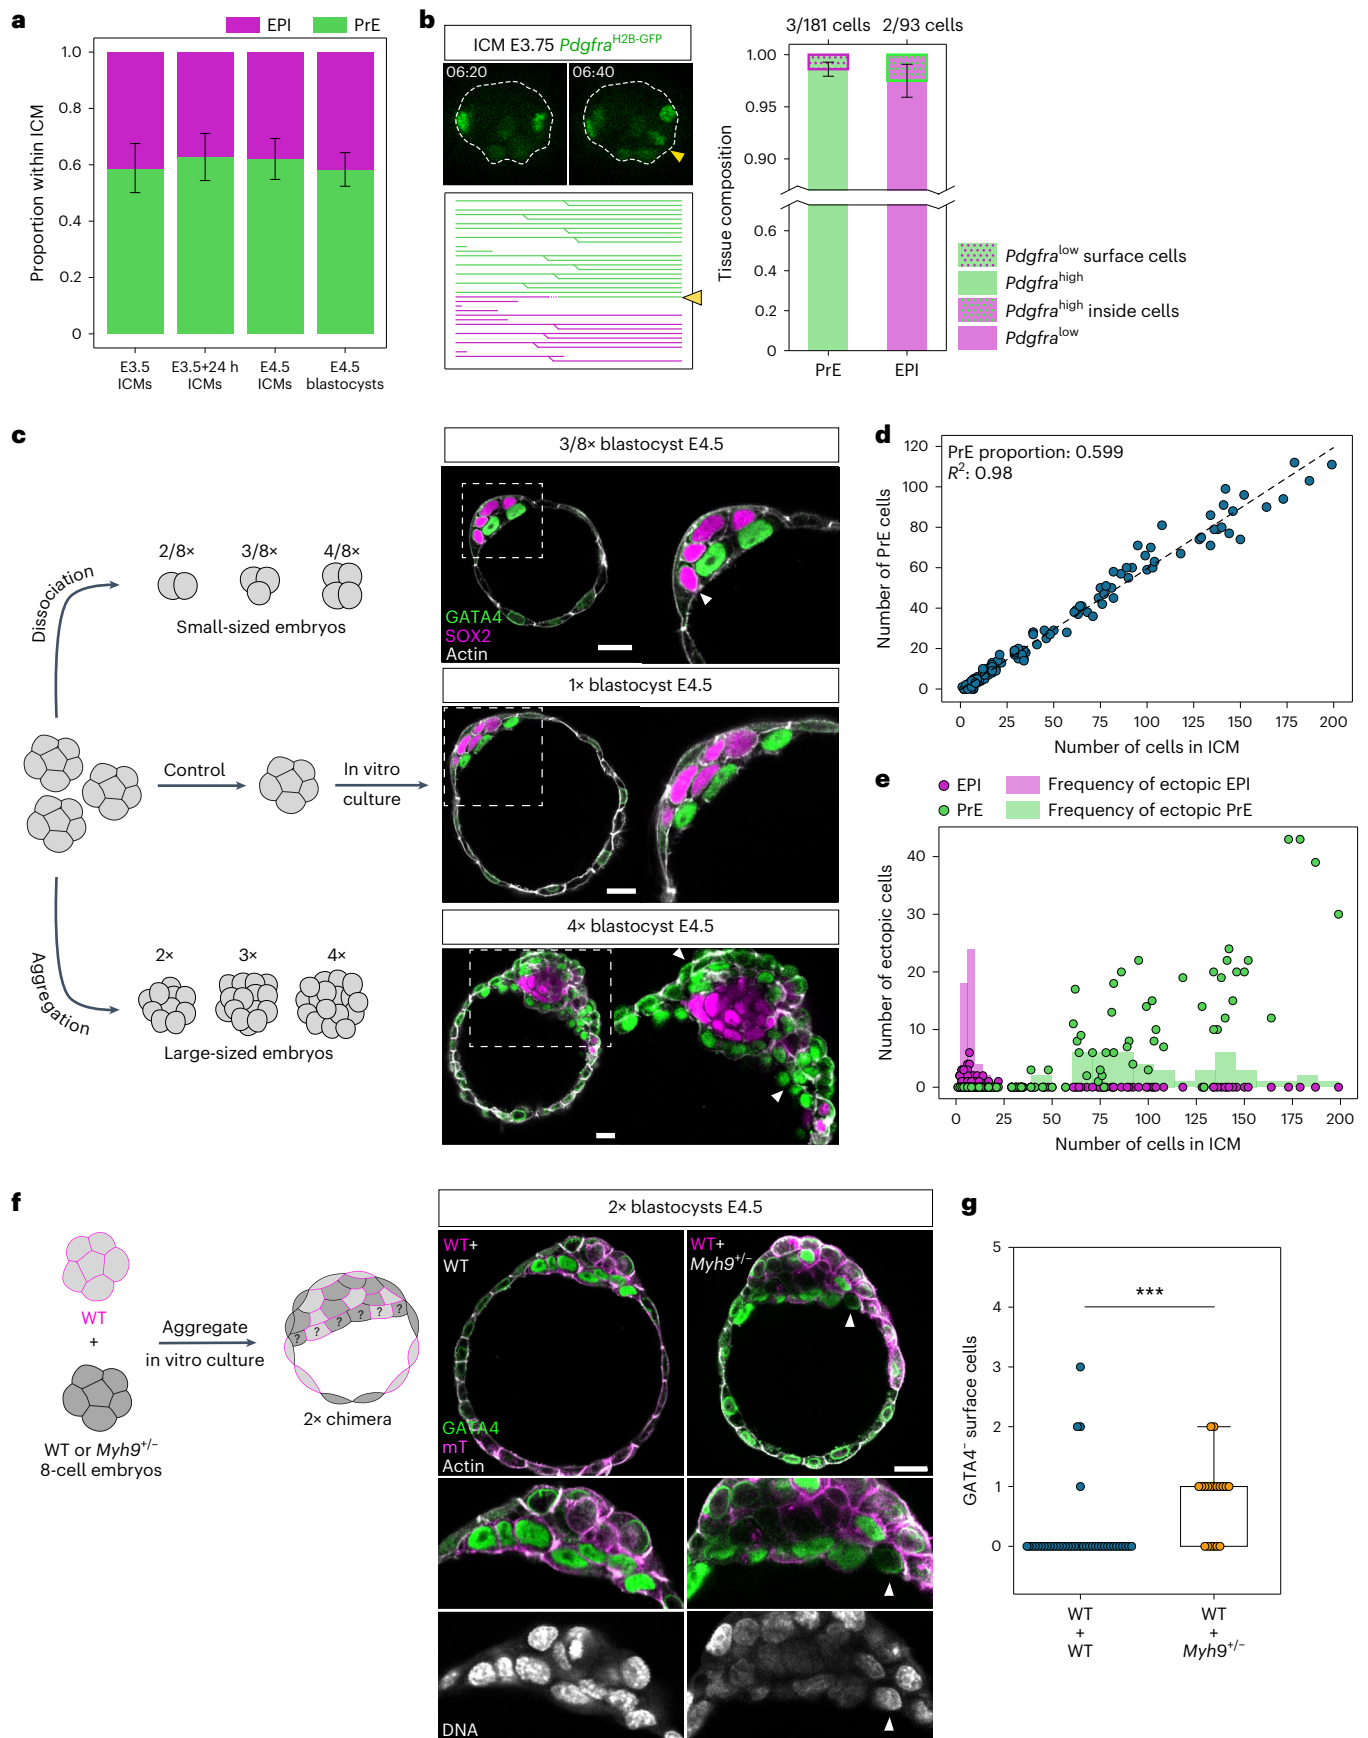 a
EPI
PrE
Proportion within ICM
1.0
0.8
0.6
0.4
0.2
0
E3.5
ICMs
E3.5+24 h
ICMs
E4.5
ICMs
E4.5
blastocysts
b
ICM E3.75 Pdgfra^H2B-GFP
06:20
06:40
3/181 cells
2/93 cells
Tissue composition
1.00
0.95
0.90
0.6
0.4
0.2
0
PrE
EPI
Pdgfra^low surface cells
Pdgfra^high
Pdgfra^high inside cells
Pdgfra^low
c
Dissociation
2/8×
3/8×
4/8×
Small-sized embryos
Control
In vitro
culture
Aggregation
2×
3×
4×
Large-sized embryos
3/8× blastocyst E4.5
GATA4
SOX2
Actin
1× blastocyst E4.5
4× blastocyst E4.5
d
PrE proportion: 0.599
R²: 0.98
Number of PrE cells
120
100
80
60
40
20
0
0
25
50
75
100
125
150
175
200
Number of cells in ICM
e
EPI
Frequency of ectopic EPI
PrE
Frequency of ectopic PrE
Number of ectopic cells
40
30
20
10
0
0
25
50
75
100
125
150
175
200
Number of cells in ICM
f
WT
+
WT or Myh9⁺/⁻
8-cell embryos
Aggregate
in vitro culture
? ? ? ? ? ?
2× chimera
2× blastocysts E4.5
WT+
WT
WT+
Myh9⁺/⁻
GATA4
mT
Actin
DNA
g
GATA4⁻ surface cells
5
4
3
2
1
0
***
WT
+
WT
WT
+
Myh9⁺/⁻